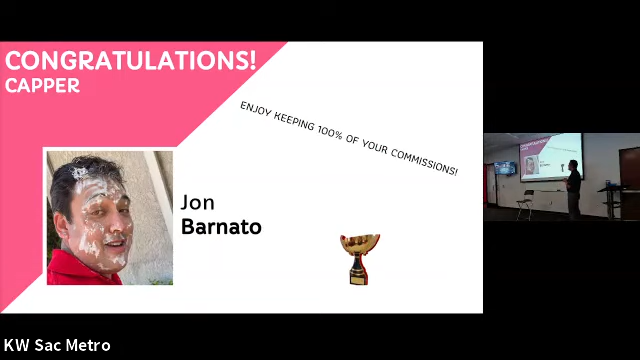 CONGRATULATIONS!
CAPPER
ENJOY KEEPING 100% OF YOUR COMMISSIONS!
Jon
Barnato
KW Sac Metro